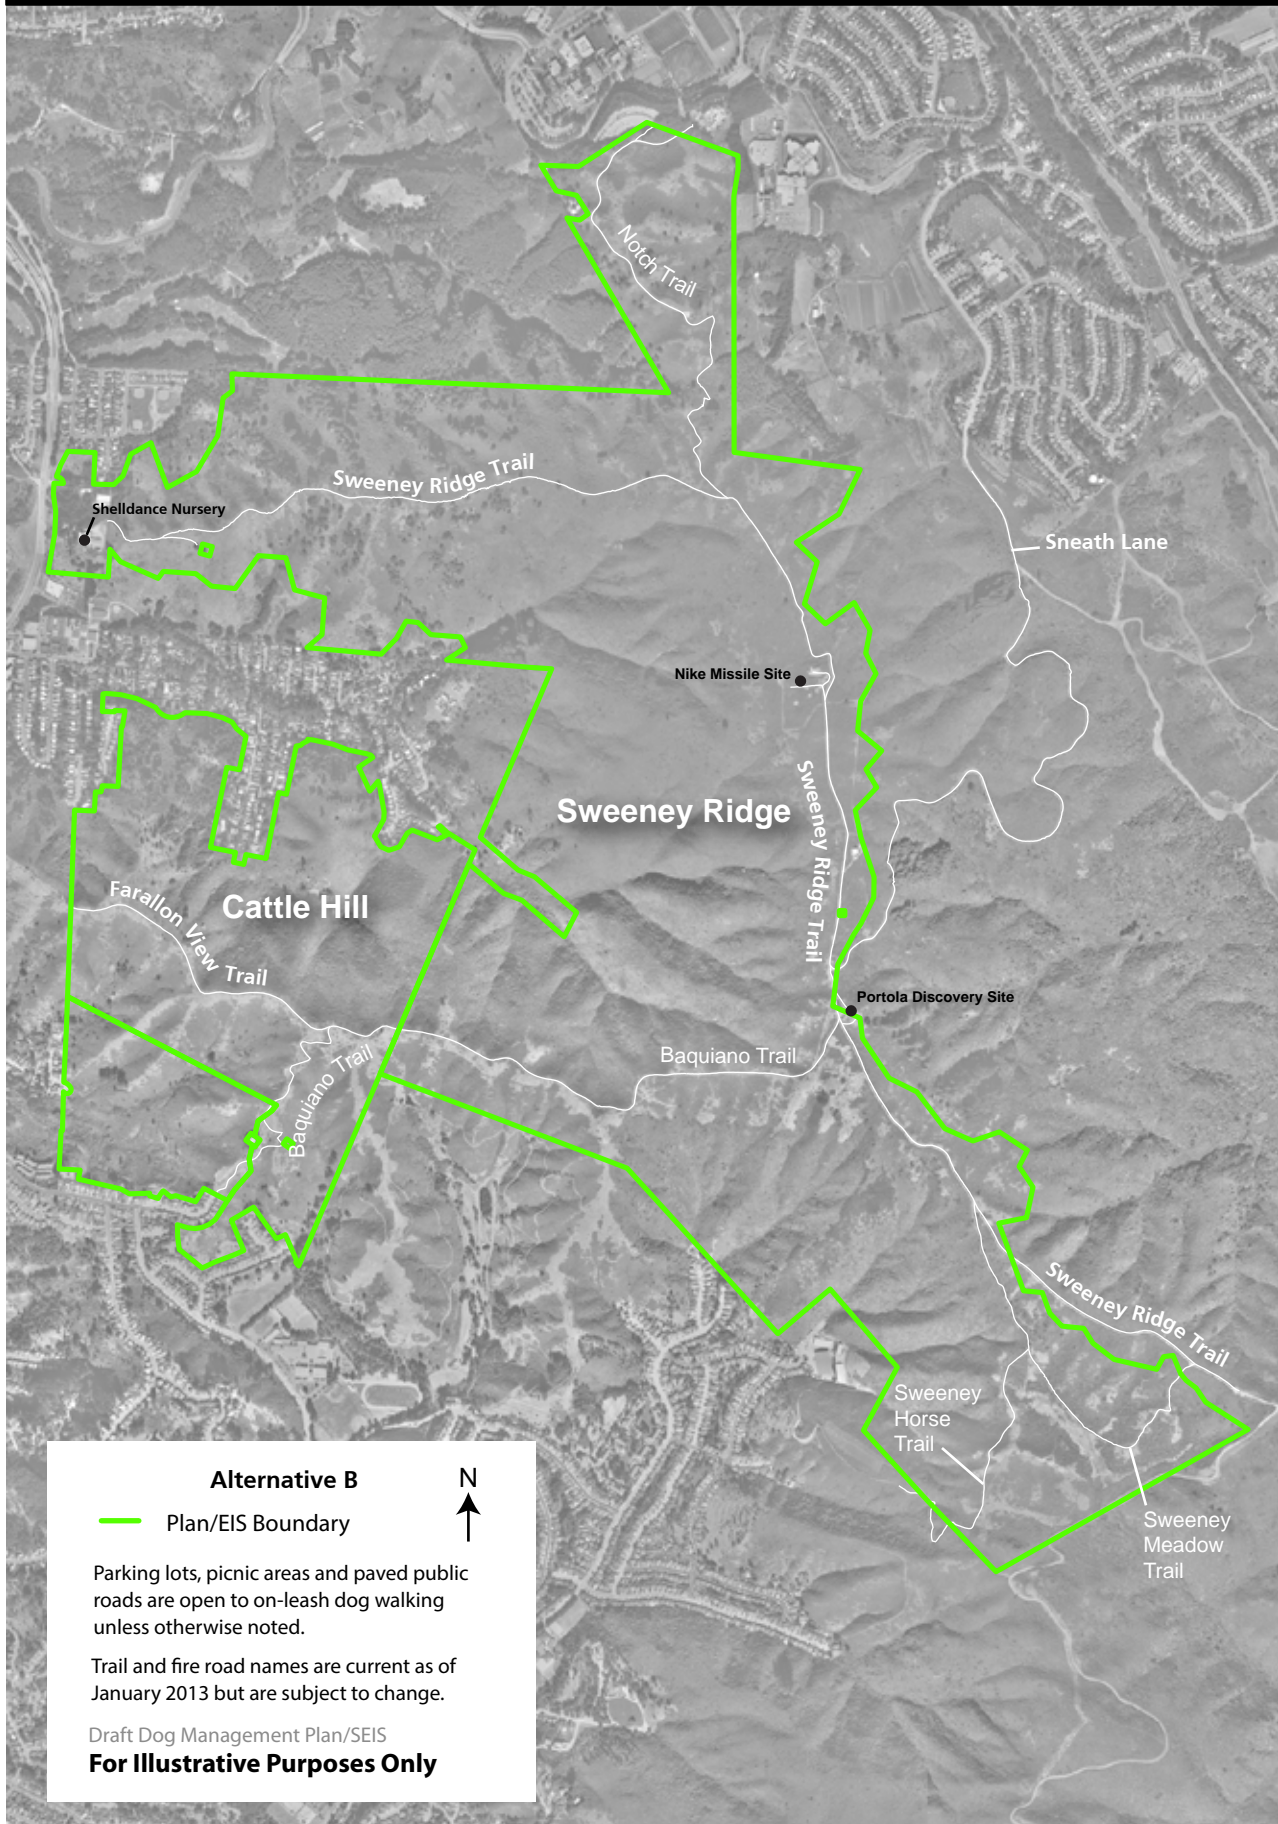 Notch Trail
Sweeney Ridge Trail
Shelldance Nursery
Sneath Lane
Nike Missile Site
Sweeney Ridge
Sweeney Ridge Trail
Cattle Hill
Farallon View Trail
Portola Discovery Site
Baquiano Trail
Baquiano Trail
Sweeney Ridge Trail
Sweeney
Horse
Trail
Sweeney
Meadow
Trail
Alternative B
N
Plan/EIS Boundary
Parking lots, picnic areas and paved public
roads are open to on-leash dog walking
unless otherwise noted.
Trail and fire road names are current as of
January 2013 but are subject to change.
Draft Dog Management Plan/SEIS
For Illustrative Purposes Only